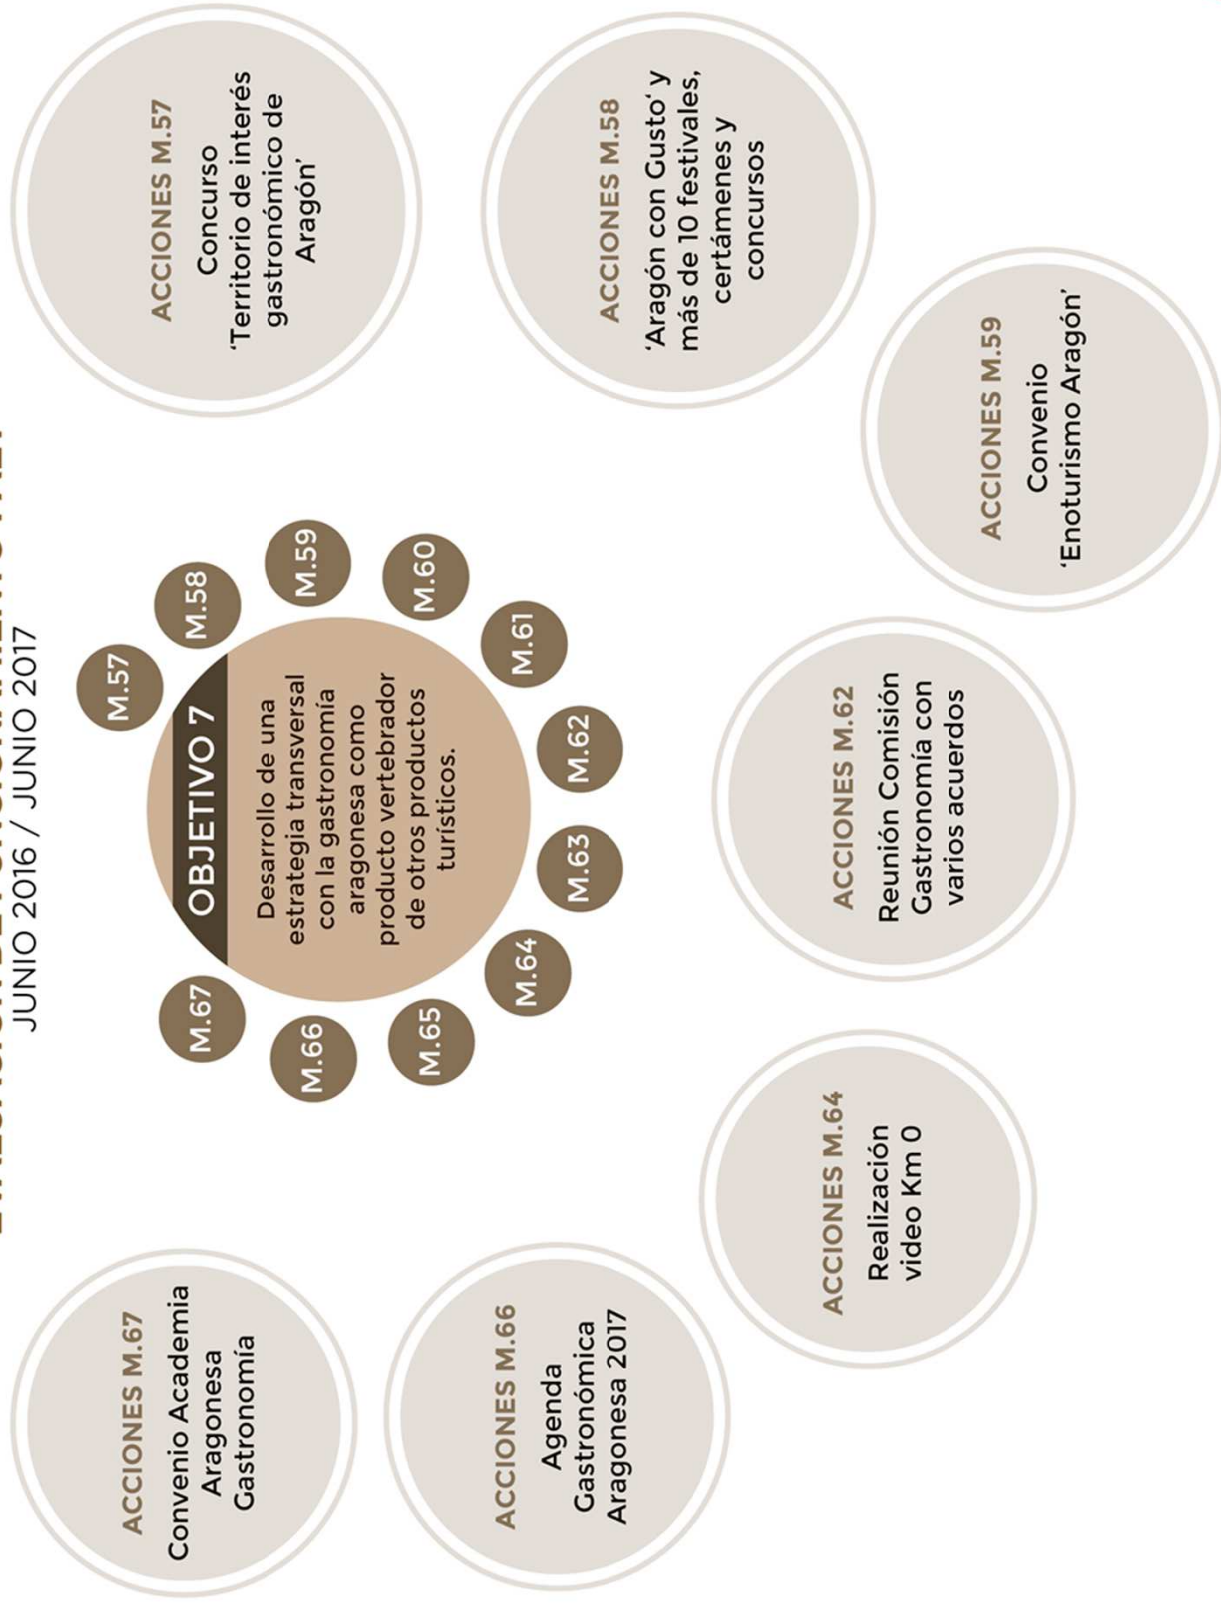 JUNIO 2016 / JUNIO 2017
OBJETIVO 7
Desarrollo de una
estrategia transversal
con la gastronomía
aragonesa como
producto vertebrador
de otros productos
turísticos.
M.57
M.58
M.59
M.60
M.61
M.62
M.63
M.64
M.65
M.66
M.67
ACCIONES M.57
Concurso
‘Territorio de interés
gastronómico de
Aragón’
ACCIONES M.58
‘Aragón con Gusto‘ y
más de 10 festivales,
certámenes y
concursos
ACCIONES M.59
Convenio
‘Enoturismo Aragón’
ACCIONES M.62
Reunión Comisión
Gastronomía con
varios acuerdos
ACCIONES M.64
Realización
video Km 0
ACCIONES M.66
Agenda
Gastronómica
Aragonesa 2017
ACCIONES M.67
Convenio Academia
Aragonesa
Gastronomía